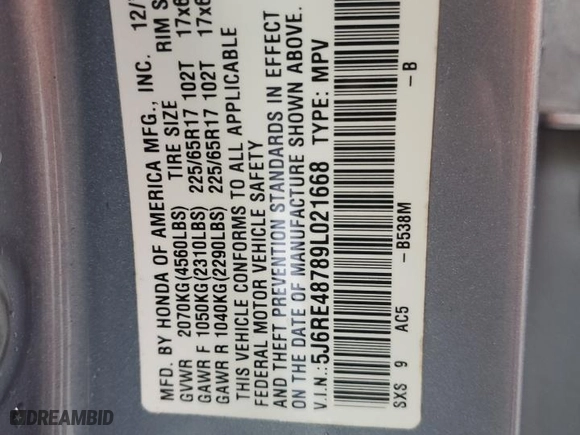 MFD. BY HONDA OF AMERICA MFG., INC. 12/
TIRE SIZE RIM S
GVWR 2070KG(4560LBS)
GAWR F 1050KG(2310LBS) 225/65R17 102T 17x6
GAWR R 1040KG(2290LBS) 225/65R17 102T 17x6
THIS VEHICLE CONFORMS TO ALL APPLICABLE
FEDERAL MOTOR VEHICLE SAFETY
AND THEFT PREVENTION STANDARDS IN EFFECT
ON THE DATE OF MANUFACTURE SHOWN ABOVE.
V.I.N.: 5J6RE48789L021668 TYPE: MPV
SXS 9 AC5 -B538M -B
DREAMBID